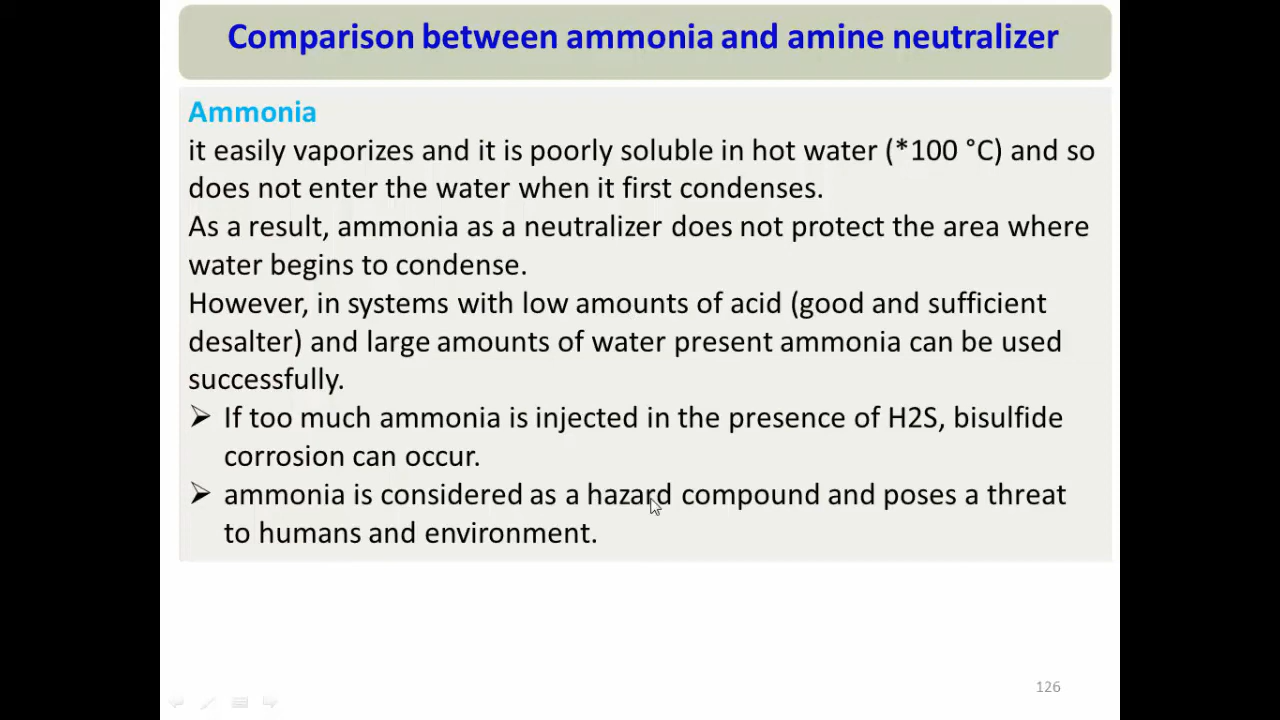 Comparison between ammonia and amine neutralizer
Ammonia
it easily vaporizes and it is poorly soluble in hot water (*100 °C) and so
does not enter the water when it first condenses.
As a result, ammonia as a neutralizer does not protect the area where
water begins to condense.
However, in systems with low amounts of acid (good and sufficient
desalter) and large amounts of water present ammonia can be used
successfully.
➢ If too much ammonia is injected in the presence of H2S, bisulfide
corrosion can occur.
➢ ammonia is considered as a hazard compound and poses a threat
to humans and environment.
126